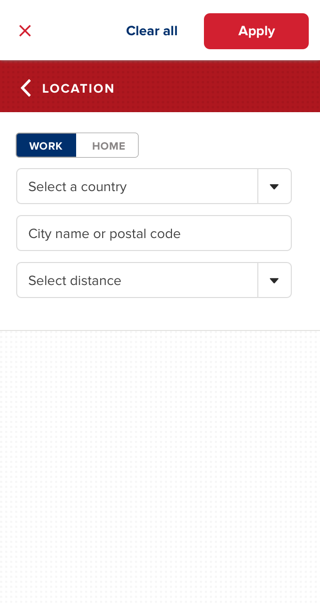 Clear all
Apply
LOCATION
WORK
HOME
Select a country
City name or postal code
Select distance